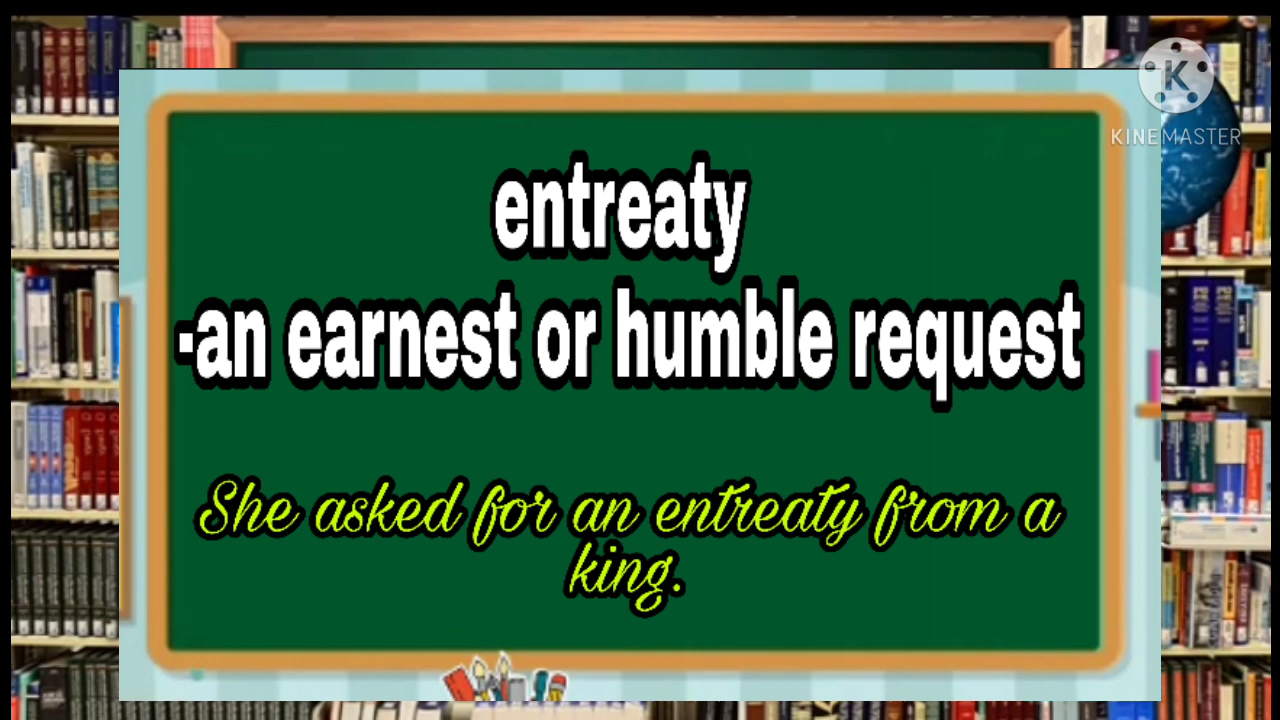 KINEMASTER
entreaty
-an earnest or humble request
She asked for an entreaty from a
king.